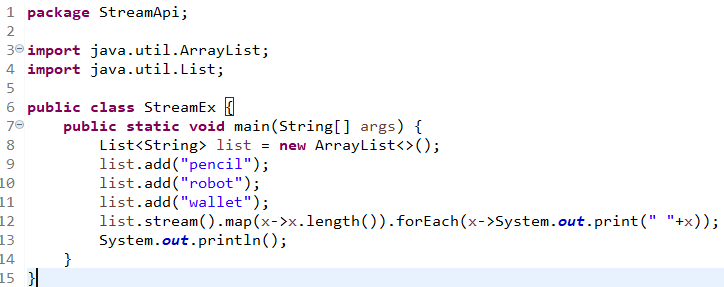 1 package StreamApi;
2
3 import java.util.ArrayList;
4 import java.util.List;
5
6 public class StreamEx {
7     public static void main(String[] args) {
8         List<String> list = new ArrayList<>();
9         list.add("pencil");
10         list.add("robot");
11         list.add("wallet");
12         list.stream().map(x->x.length()).forEach(x->System.out.print(" "+x));
13         System.out.println();
14     }
15 }